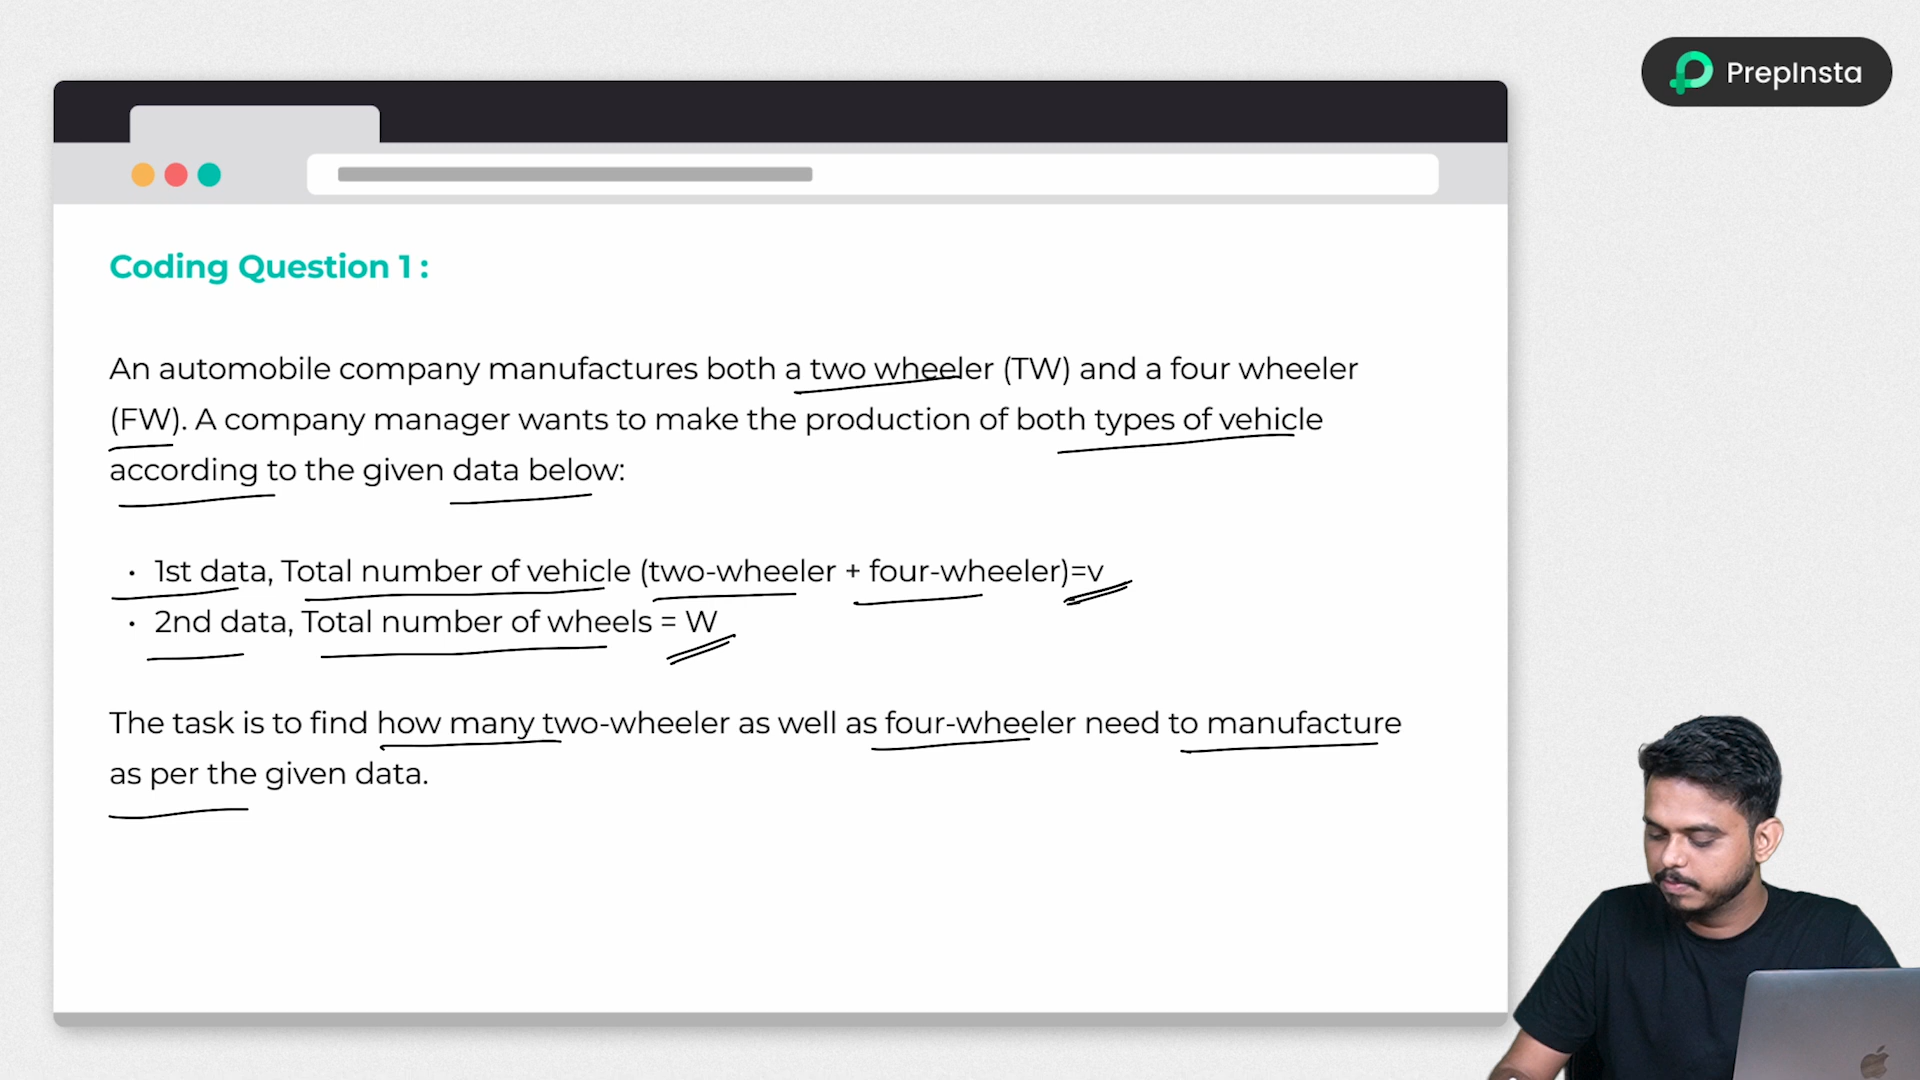 PrepInsta
Coding Question 1 :
An automobile company manufactures both a two wheeler (TW) and a four wheeler
(FW). A company manager wants to make the production of both types of vehicle
according to the given data below:
• 1st data, Total number of vehicle (two-wheeler + four-wheeler)=v
• 2nd data, Total number of wheels = W
The task is to find how many two-wheeler as well as four-wheeler need to manufacture
as per the given data.